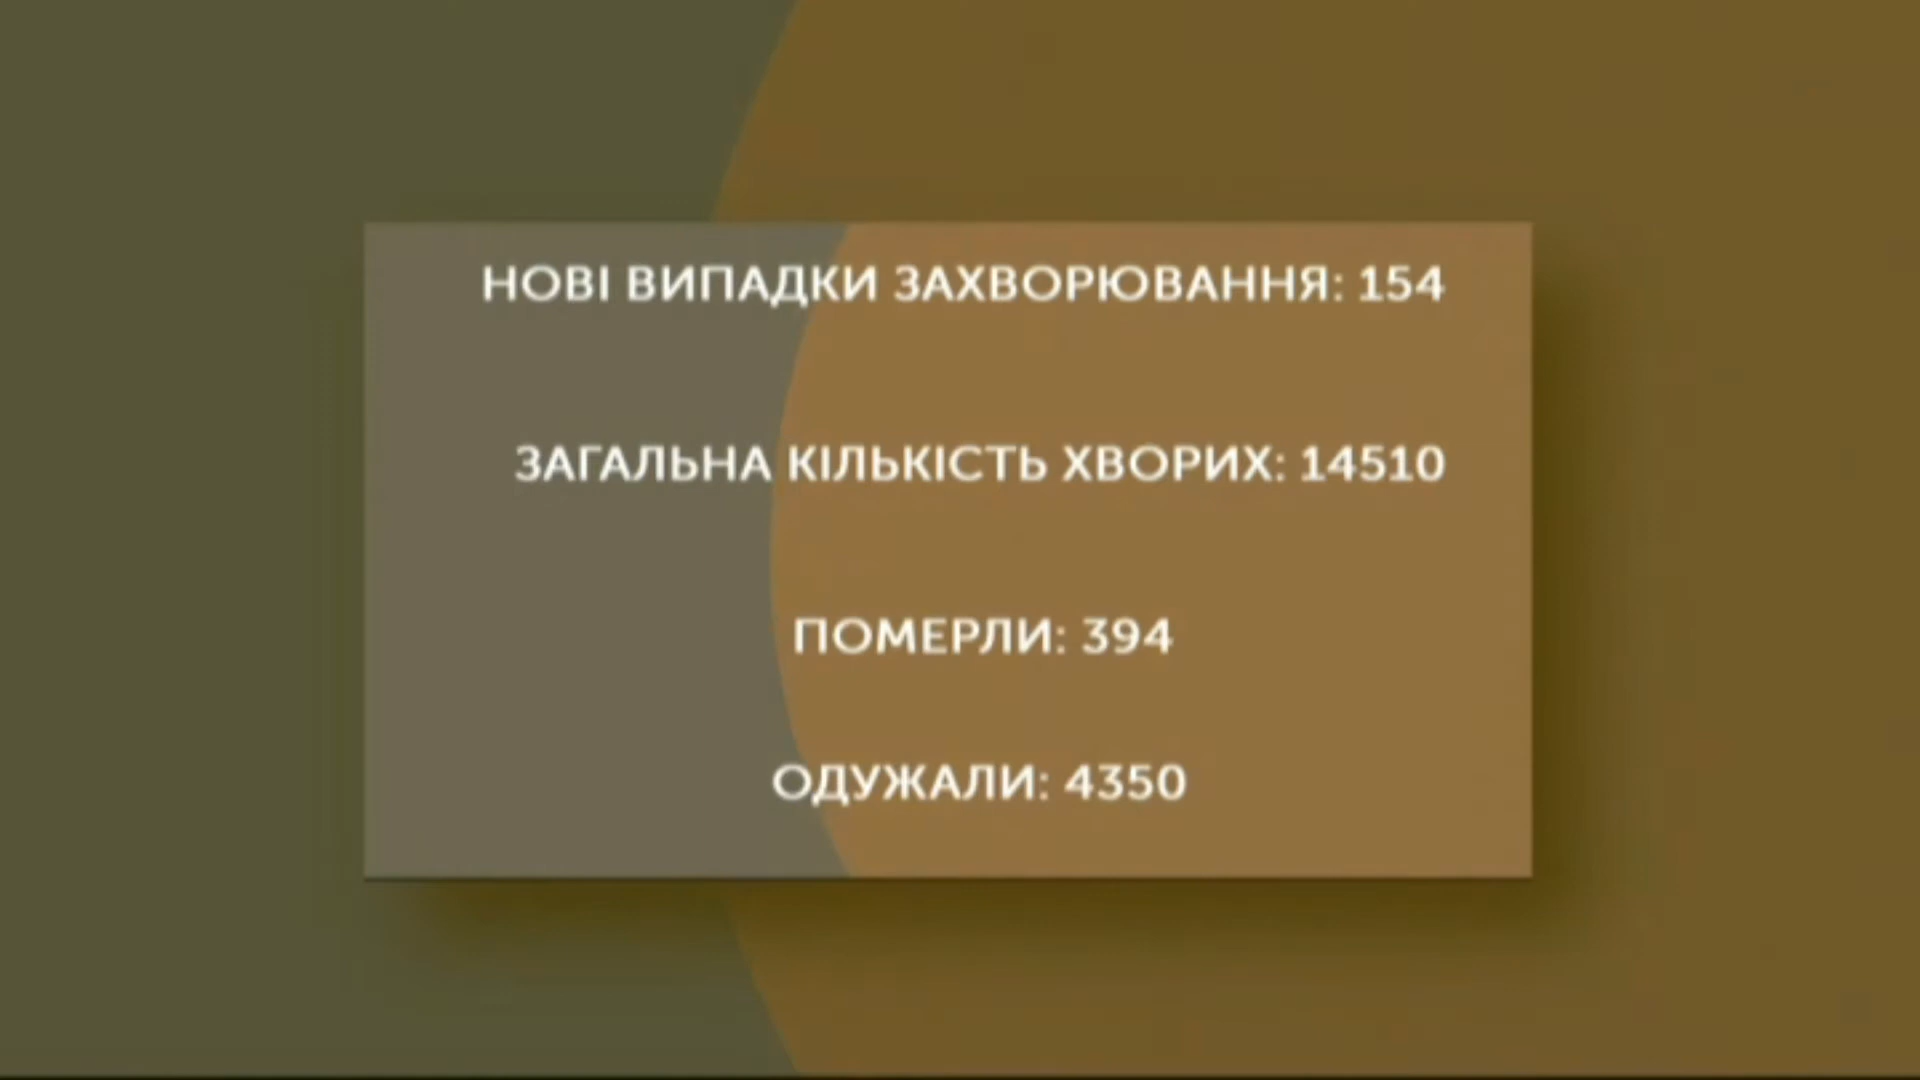 НОВІ ВИПАДКИ ЗАХВОРЮВАННЯ: 154
ЗАГАЛЬНА КІЛЬКІСТЬ ХВОРИХ: 14510
ПОМЕРЛИ: 394
ОДУЖАЛИ: 4350